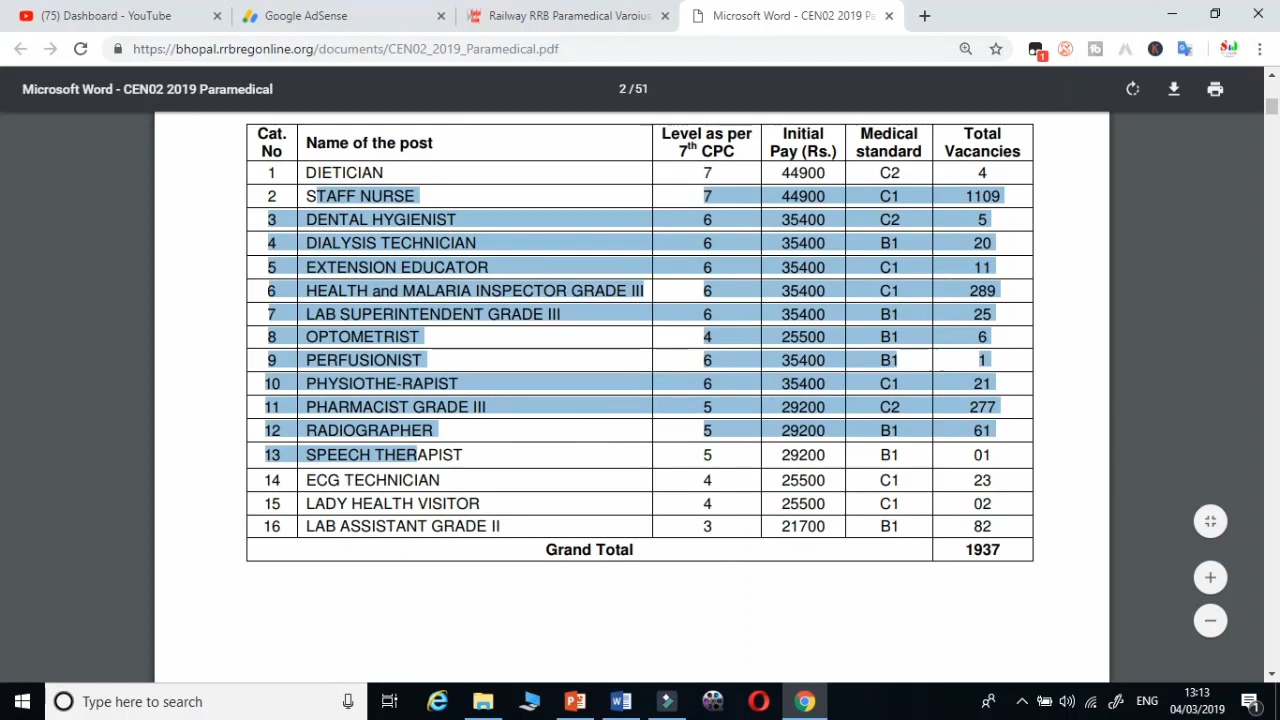 (75) Dashboard - YouTube
Google AdSense
Railway RRB Paramedical Varoius
Microsoft Word - CEN02 2019 Pa
https://bhopal.rrbregonline.org/documents/CEN02_2019_Paramedical.pdf
Microsoft Word - CEN02 2019 Paramedical
2 / 51
Cat. No Name of the post Level as per 7th CPC Initial Pay (Rs.) Medical standard Total Vacancies
1 DIETICIAN 7 44900 C2 4
2 STAFF NURSE 7 44900 C1 1109
3 DENTAL HYGIENIST 6 35400 C2 5
4 DIALYSIS TECHNICIAN 6 35400 B1 20
5 EXTENSION EDUCATOR 6 35400 C1 11
6 HEALTH and MALARIA INSPECTOR GRADE III 6 35400 C1 289
7 LAB SUPERINTENDENT GRADE III 6 35400 B1 25
8 OPTOMETRIST 4 25500 B1 6
9 PERFUSIONIST 6 35400 B1 1
10 PHYSIOTHE-RAPIST 6 35400 C1 21
11 PHARMACIST GRADE III 5 29200 C2 277
12 RADIOGRAPHER 5 29200 B1 61
13 SPEECH THERAPIST 5 29200 B1 01
14 ECG TECHNICIAN 4 25500 C1 23
15 LADY HEALTH VISITOR 4 25500 C1 02
16 LAB ASSISTANT GRADE II 3 21700 B1 82
Grand Total 1937
Type here to search
ENG
13:13
04/03/2019